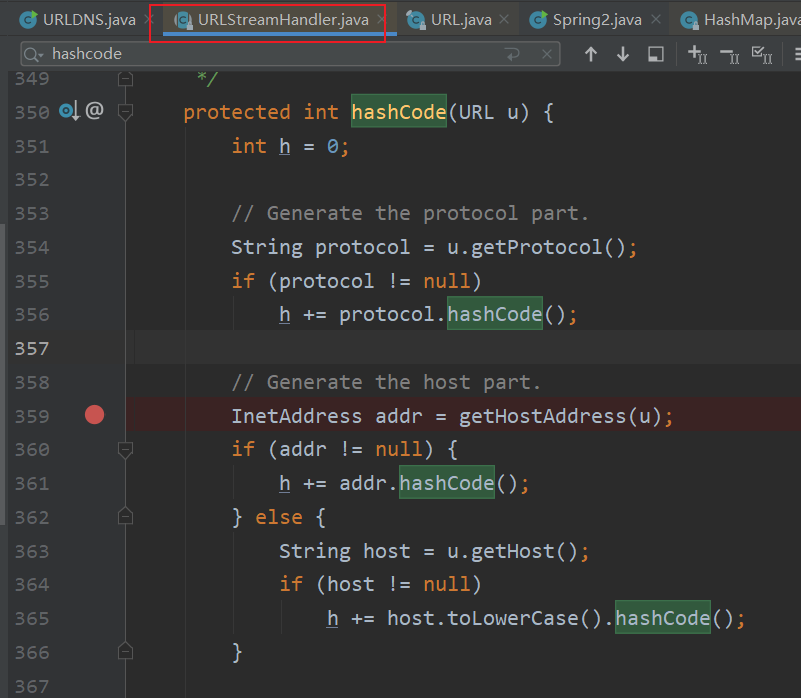 URLDNS.java URLStreamHandler.java URL.java Spring2.java HashMap.java
hashcode
349 */
350 @ protected int hashCode(URL u) {
351 int h = 0;
352
353 // Generate the protocol part.
354 String protocol = u.getProtocol();
355 if (protocol != null)
356 h += protocol.hashCode();
357
358 // Generate the host part.
359 InetAddress addr = getHostAddress(u);
360 if (addr != null) {
361 h += addr.hashCode();
362 } else {
363 String host = u.getHost();
364 if (host != null)
365 h += host.toLowerCase().hashCode();
366 }
367